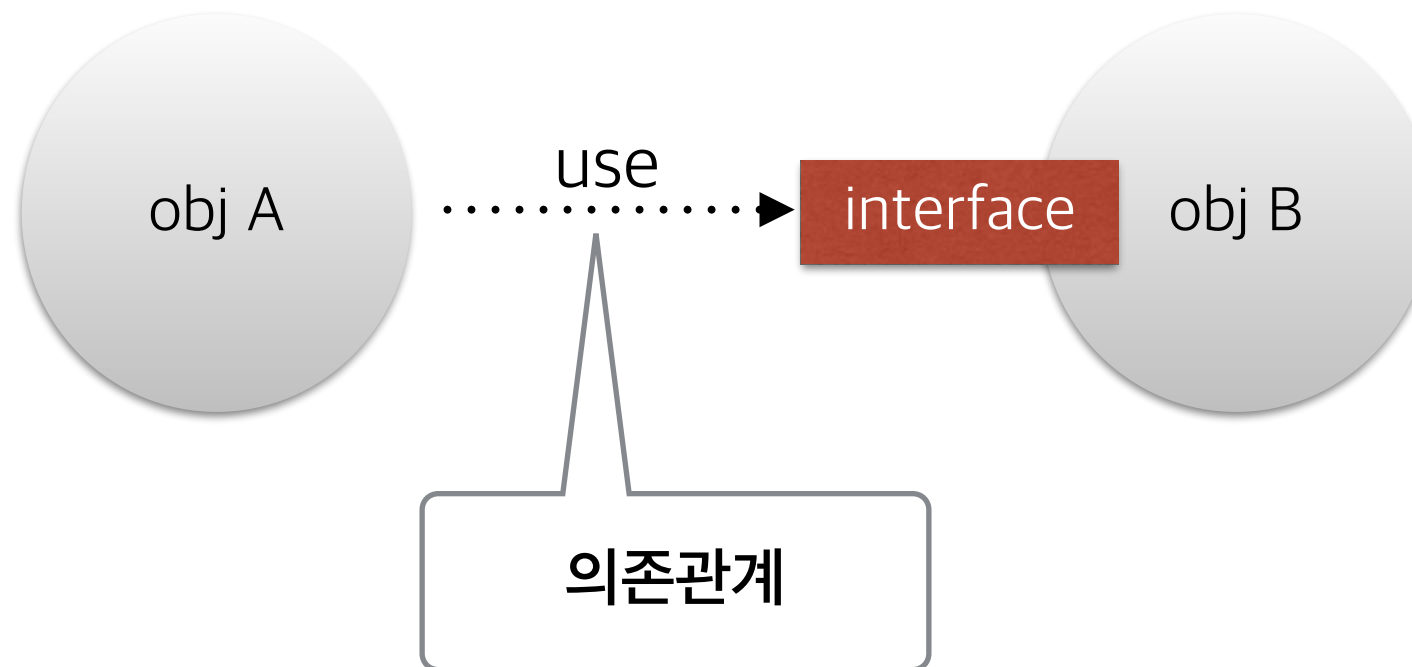 use
obj A
interface
obj B
의존관계